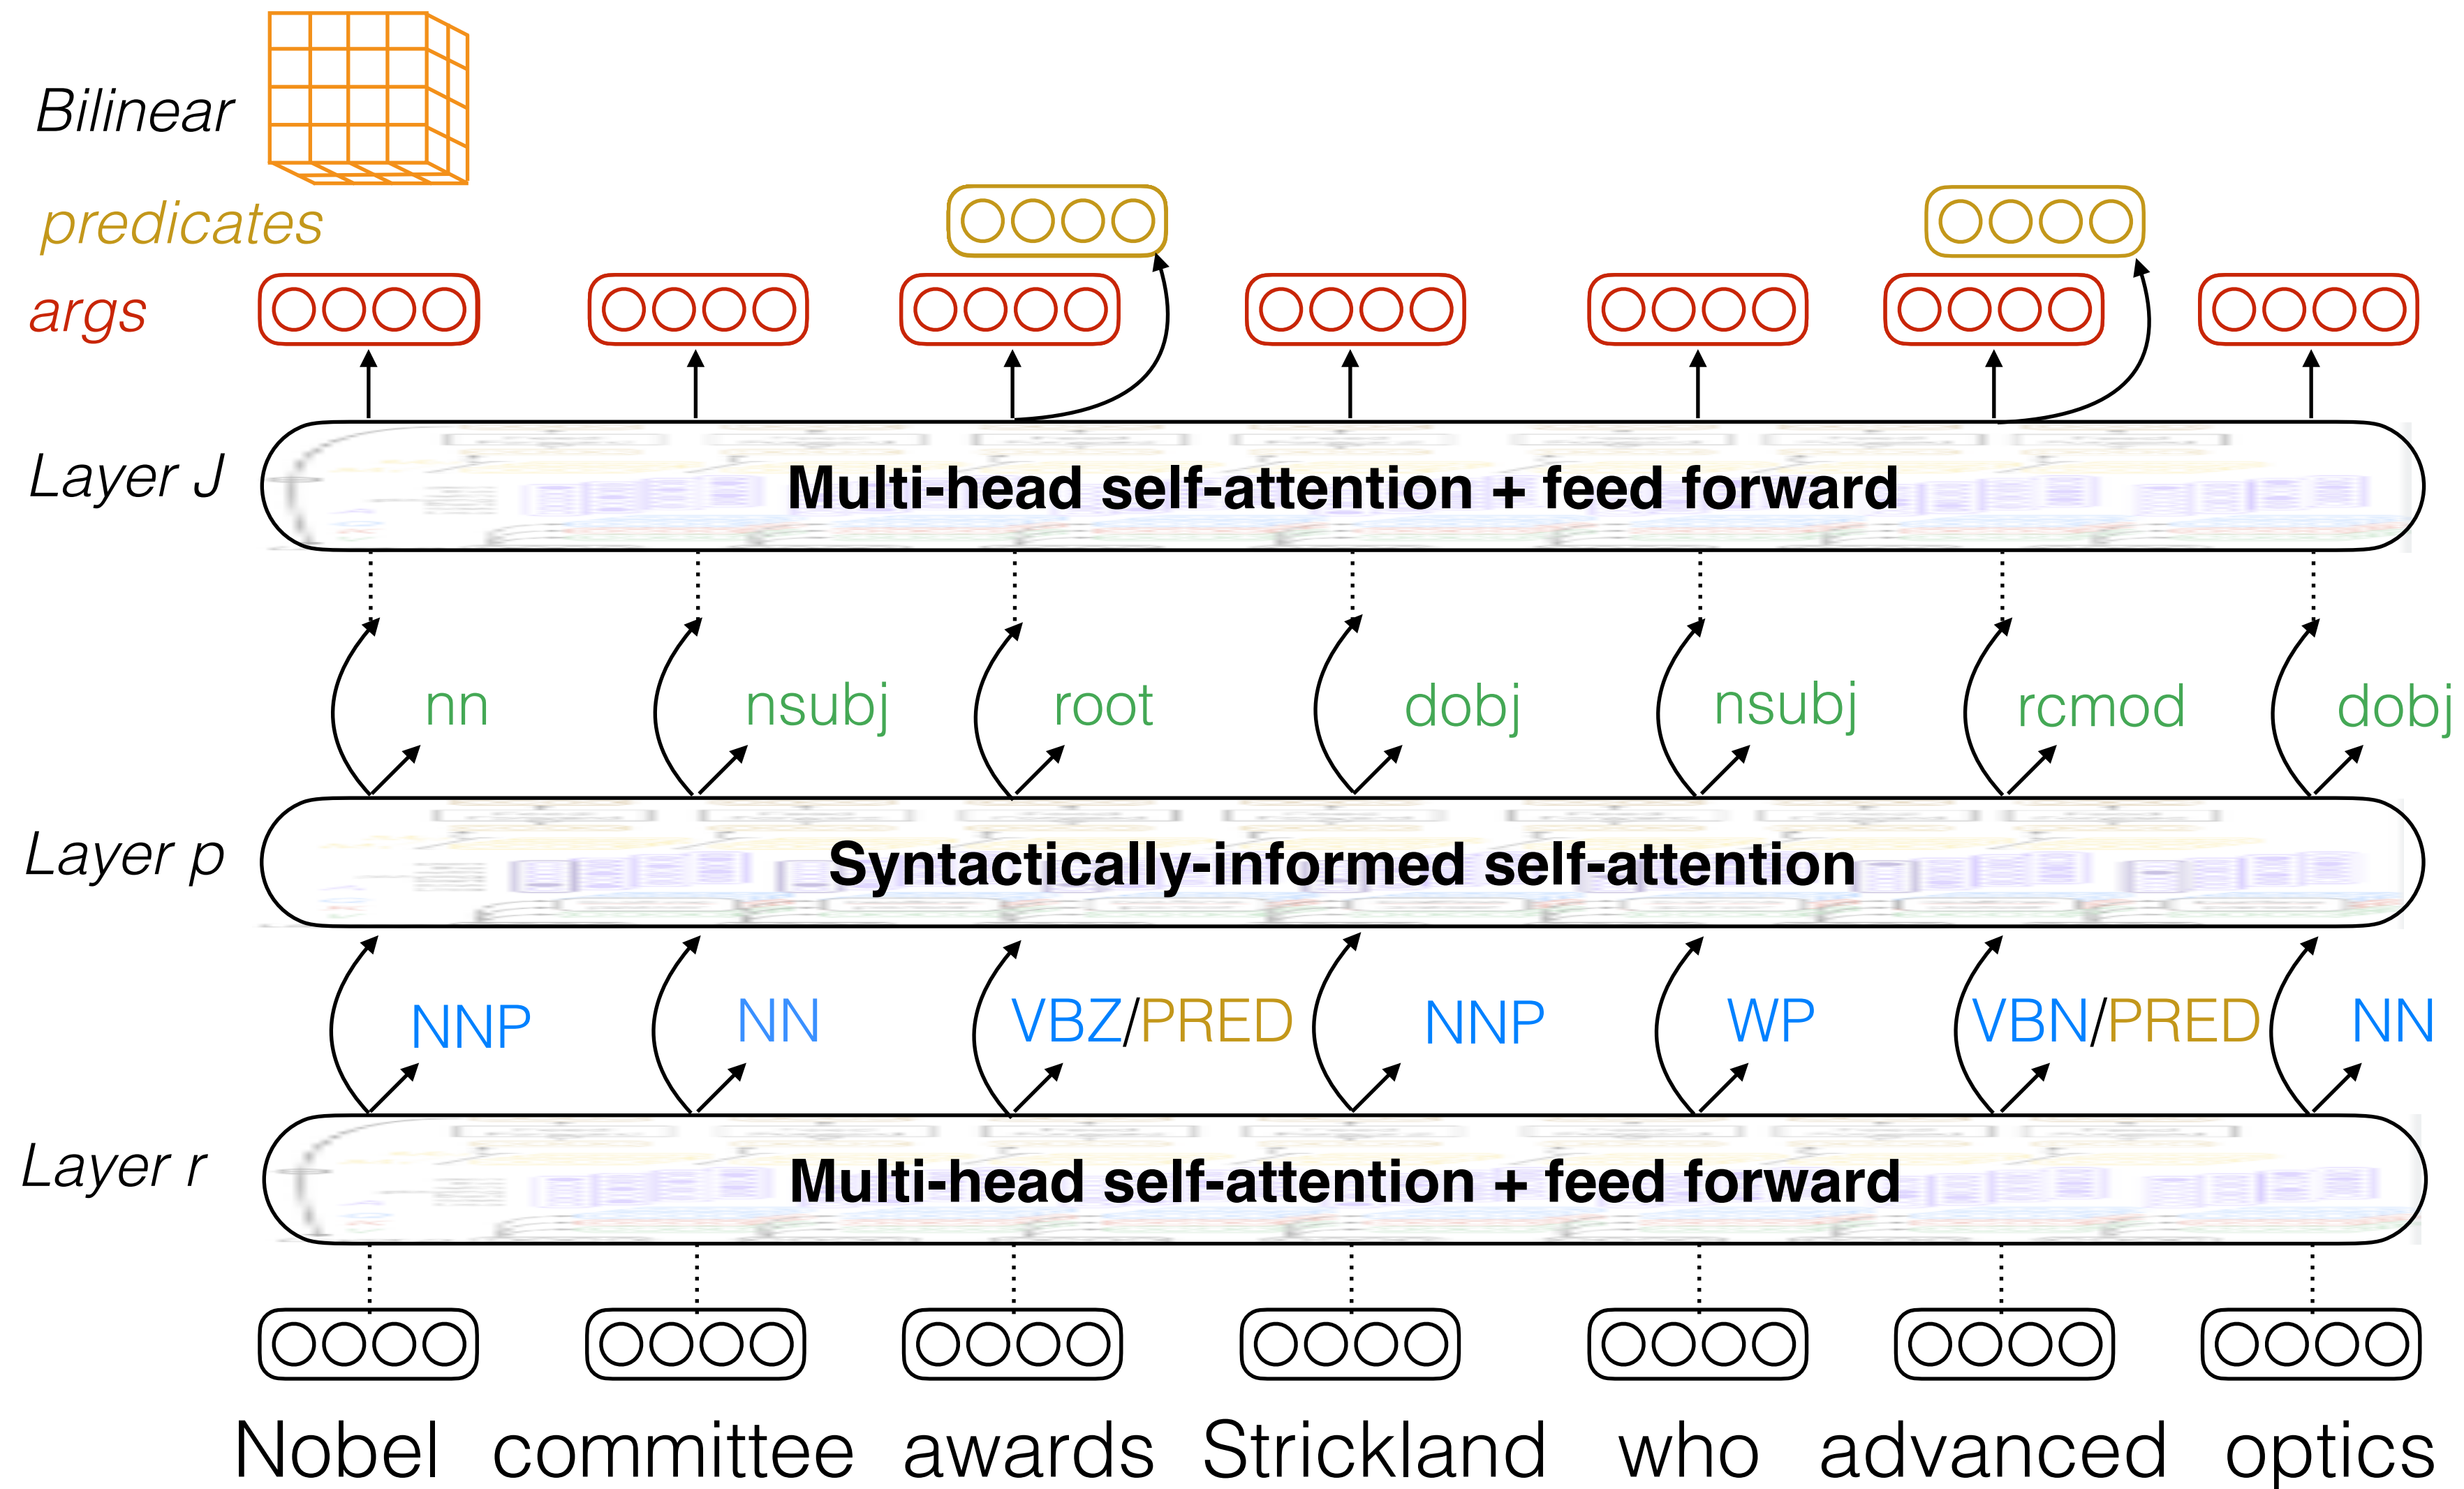 Bilinear
predicates
args
Layer J Multi-head self-attention + feed forward
nn nsubj root dobj nsubj rcmod dobj
Layer p Syntactically-informed self-attention
NNP NN VBZ/PRED NNP WP VBN/PRED NN
Layer r Multi-head self-attention + feed forward
Nobel committee awards Strickland who advanced optics